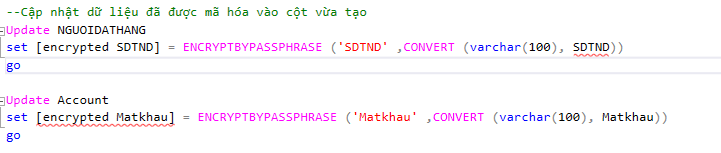 --Cập nhật dữ liệu đã được mã hóa vào cột vừa tạo
Update NGUOIDATHANG
set [encrypted SDTND] = ENCRYPTBYPASSPHRASE ('SDTND' ,CONVERT (varchar(100), SDTND))
go
Update Account
set [encrypted Matkhau] = ENCRYPTBYPASSPHRASE ('Matkhau' ,CONVERT (varchar(100), Matkhau))
go